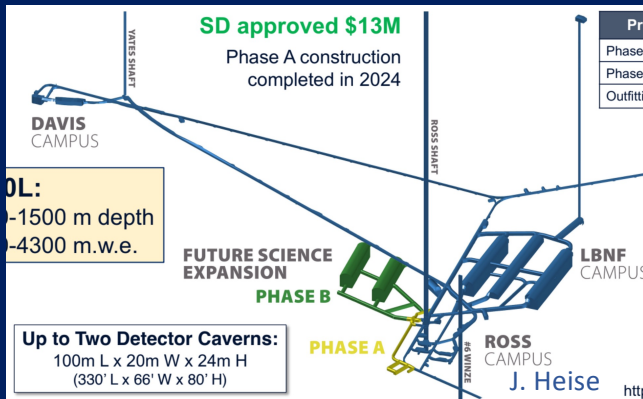 SD approved $13M
Phase A construction
completed in 2024
Pr
Phase
Phase
Outfitti
YATES SHAFT
ROSS SHAFT
DAVIS
CAMPUS
0L:
0-1500 m depth
0-4300 m.w.e.
FUTURE SCIENCE
EXPANSION
PHASE B
LBNF
CAMPUS
PHASE A
ROSS
CAMPUS
#6 WINZE
Up to Two Detector Caverns:
100m L x 20m W x 24m H
(330' L x 66' W x 80' H)
J. Heise
http